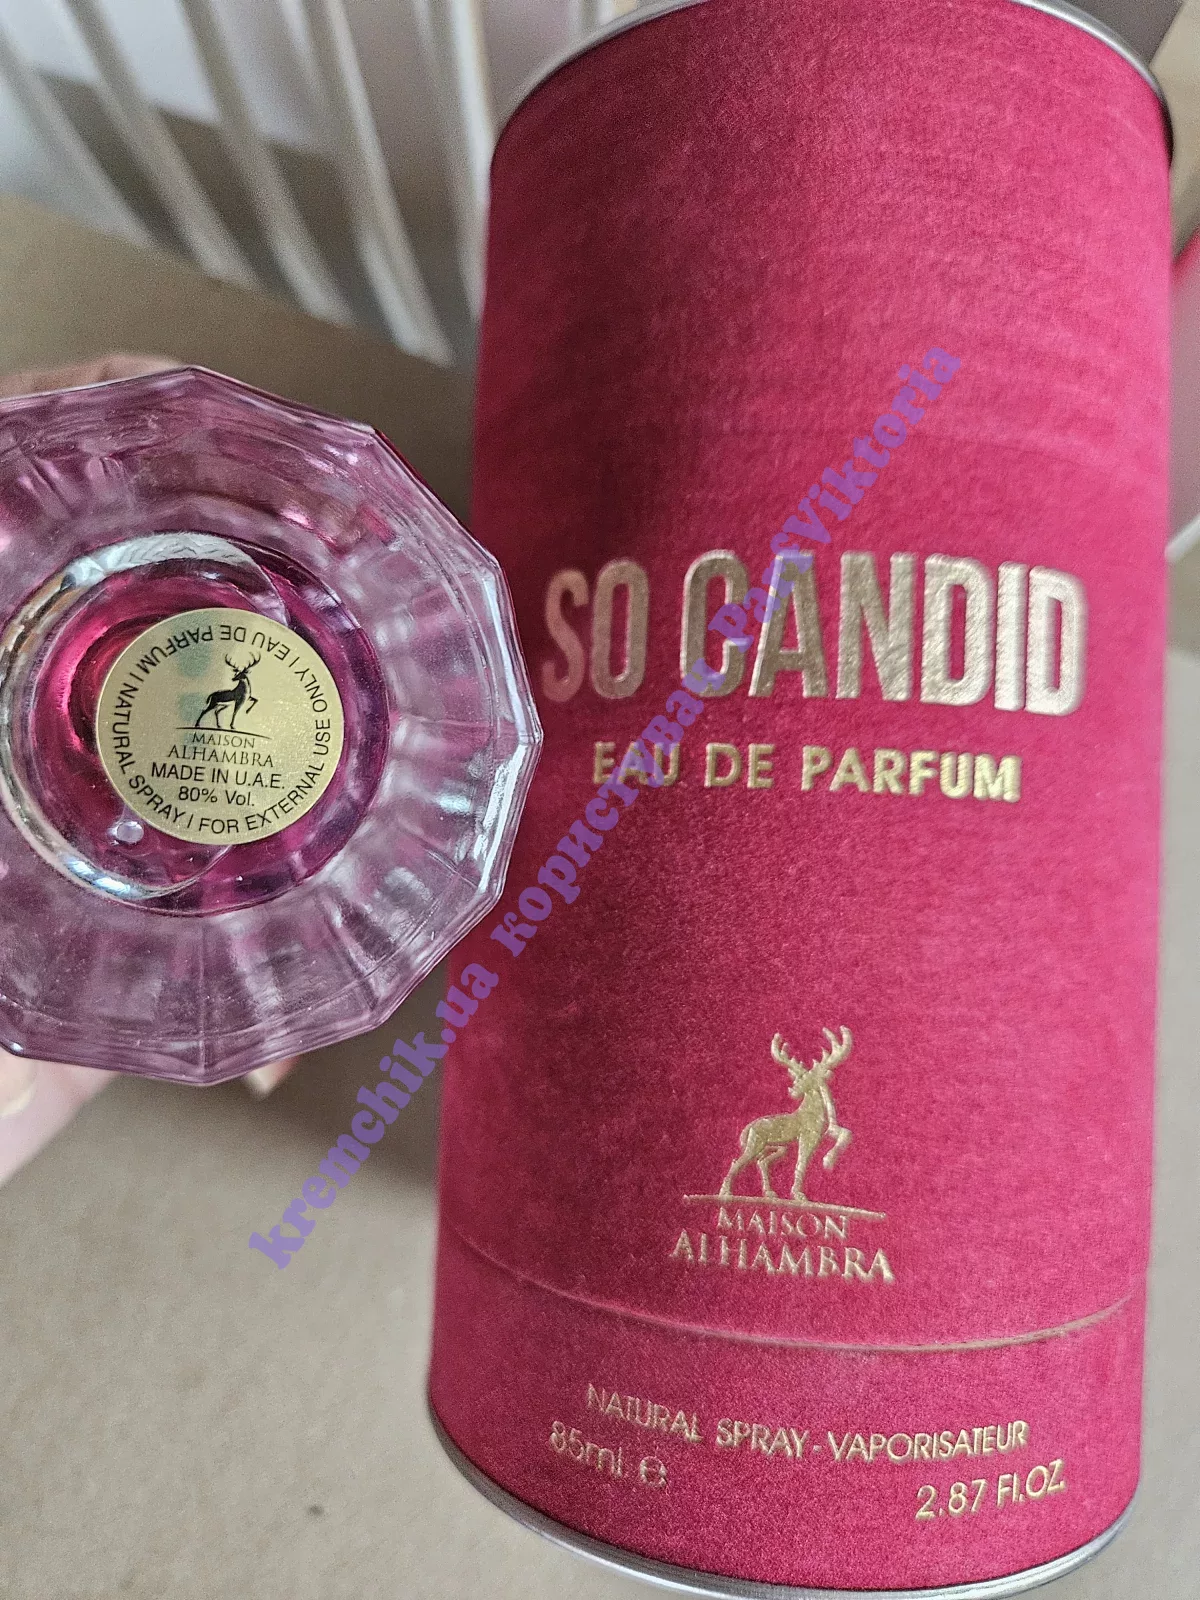 SO CANDID
EAU DE PARFUM
MAISON
ALHAMBRA
NATURAL SPRAY - VAPORISATEUR
85ml e
2.87 Fl.OZ.
EAU DE PARFUM | NATURAL SPRAY | FOR EXTERNAL USE ONLY |
MAISON
ALHAMBRA
MADE IN U.A.E.
80% Vol.
kremchik.ua користувач ParfViktoria